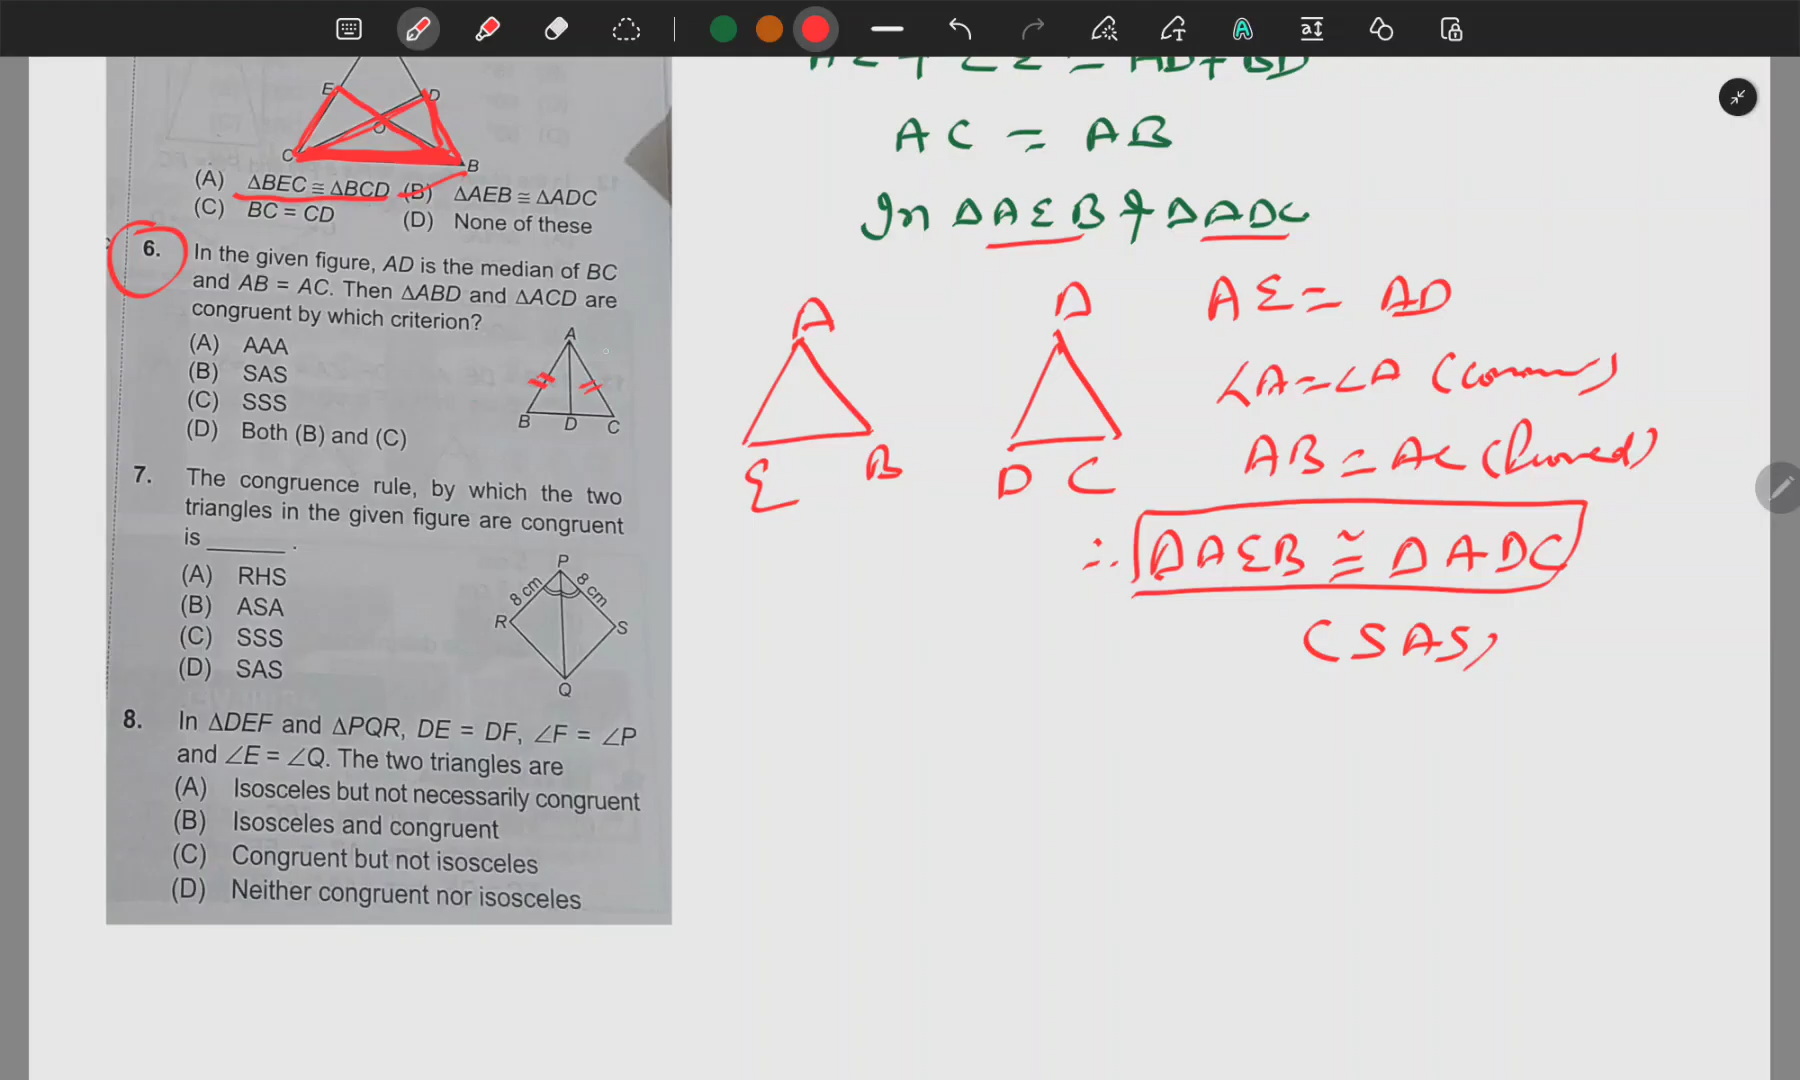 E
D
O
C
B
(A) ΔBEC ≅ ΔBCD (B) ΔAEB ≅ ΔADC
(C) BC = CD (D) None of these
6. In the given figure, AD is the median of BC
and AB = AC. Then ΔABD and ΔACD are
congruent by which criterion?
(A) AAA
(B) SAS
(C) SSS
(D) Both (B) and (C)
A
B D C
7. The congruence rule, by which the two
triangles in the given figure are congruent
is ______ .
(A) RHS
(B) ASA
(C) SSS
(D) SAS
P
8 cm 8 cm
R S
Q
8. In ΔDEF and ΔPQR, DE = DF, ∠F = ∠P
and ∠E = ∠Q. The two triangles are
(A) Isosceles but not necessarily congruent
(B) Isosceles and congruent
(C) Congruent but not isosceles
(D) Neither congruent nor isosceles
AC = AB
In ΔAEB & ΔADC
A
E B
A
D C
AE = AD
∠A = ∠A (common)
AB = AC (Proved)
∴ ΔAEB ≅ ΔADC
(SAS)